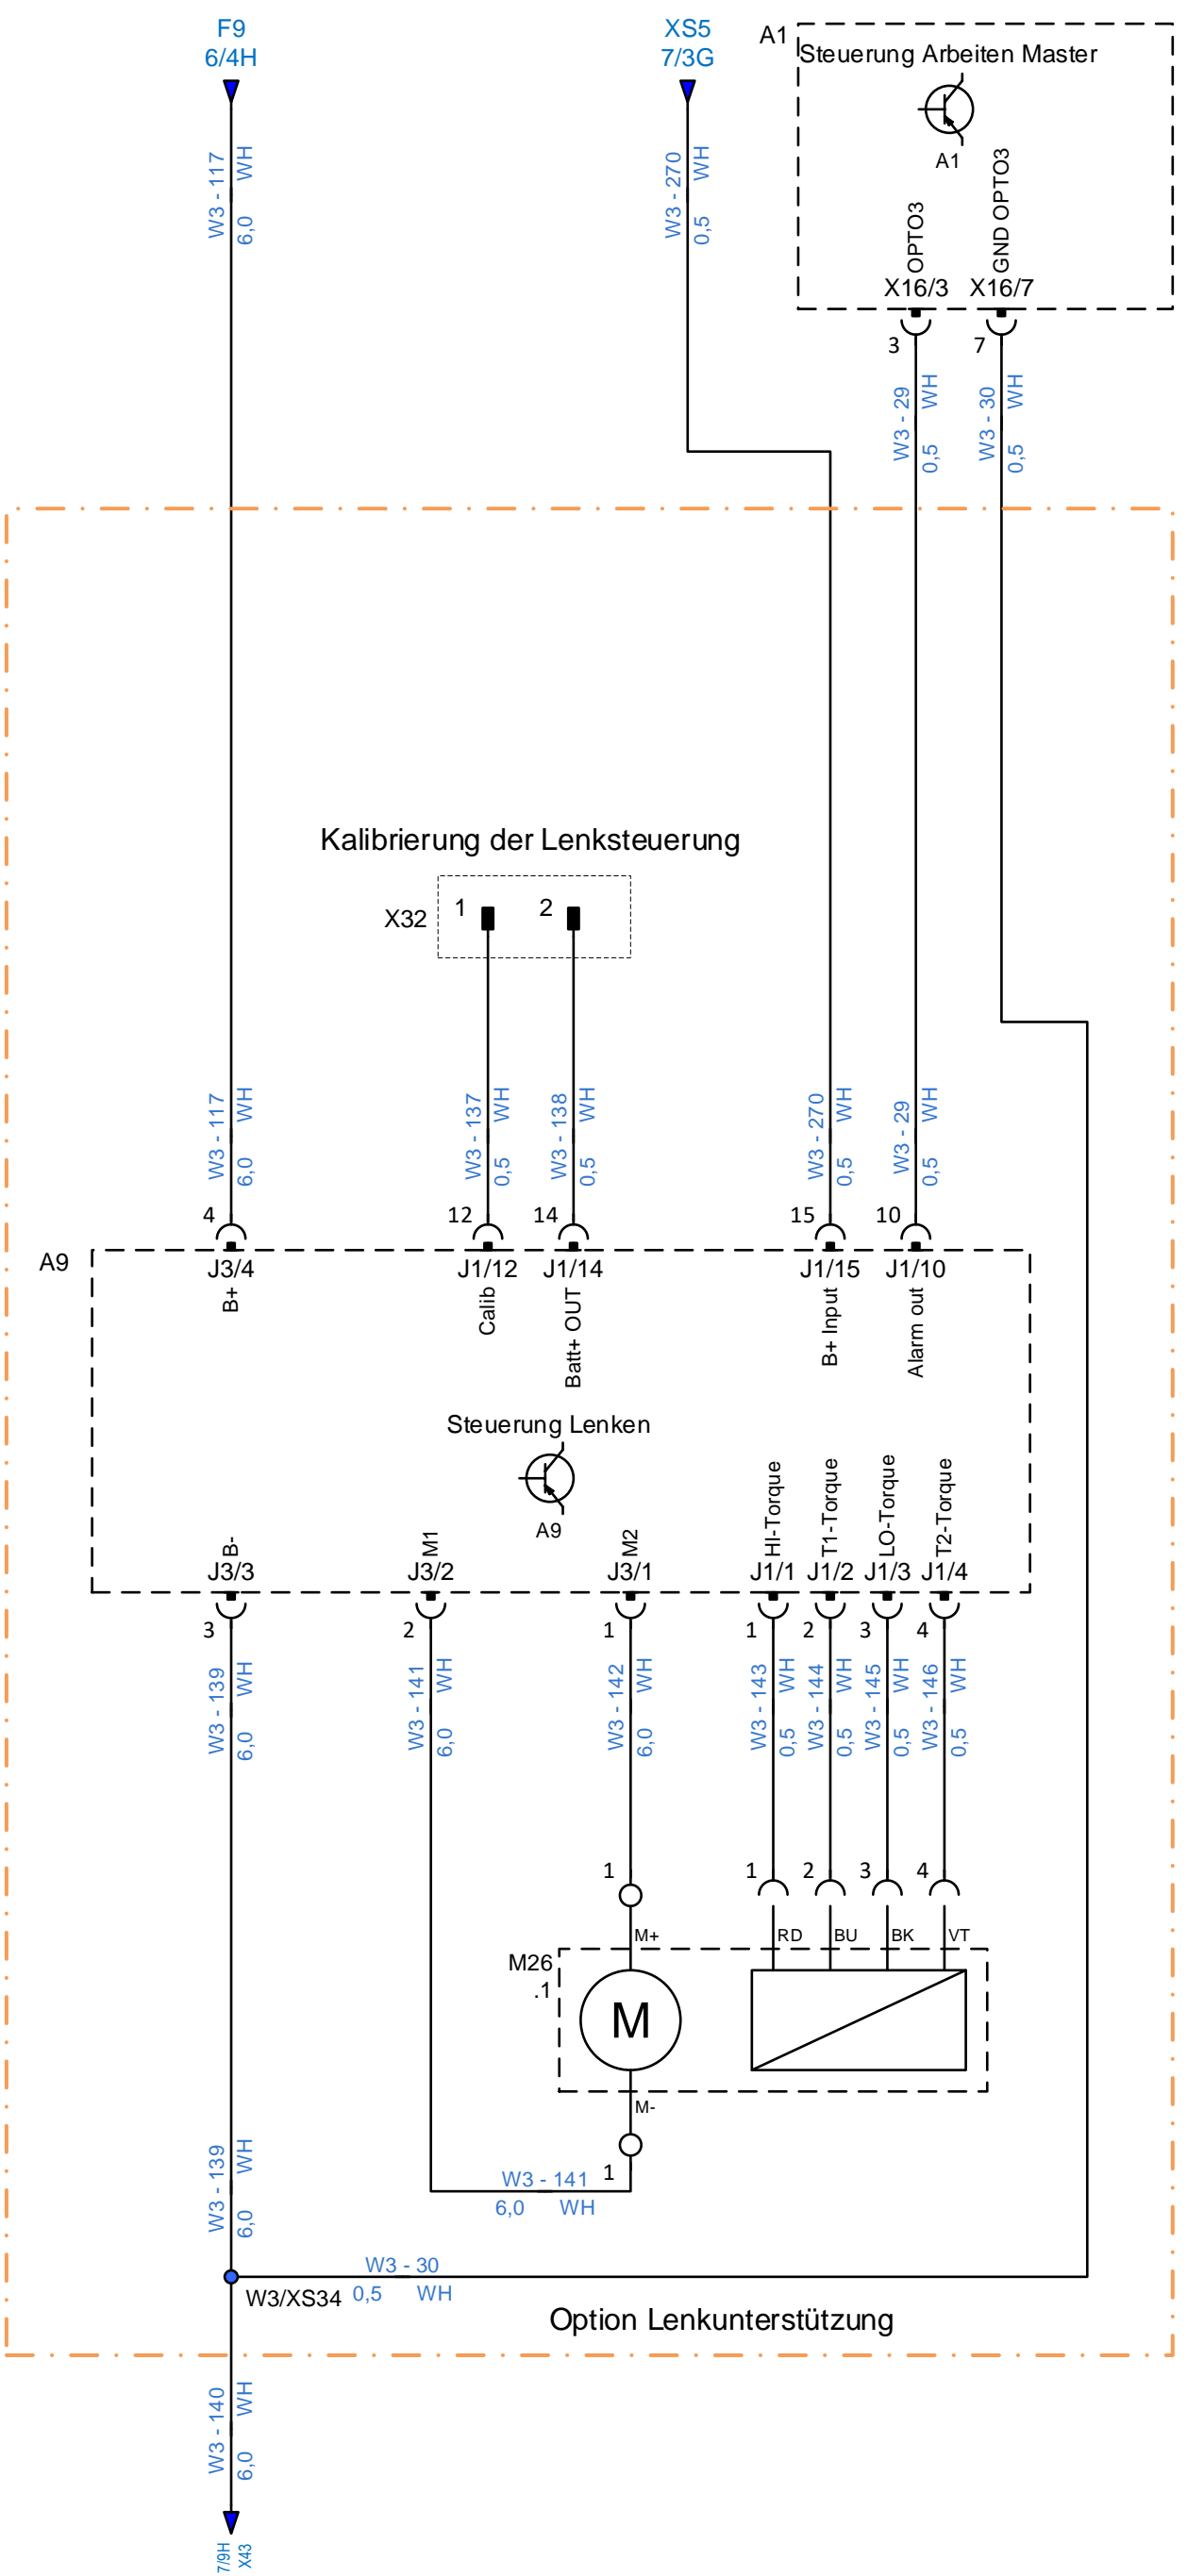 F9
6/4H
XS5
7/3G
A1
Steuerung Arbeiten Master
A1
OPTO3
GND OPTO3
X16/3
X16/7
3
7
W3 - 117
WH
6,0
W3 - 270
WH
0,5
W3 - 29
WH
0,5
W3 - 30
WH
0,5
Kalibrierung der Lenksteuerung
X32
1
2
W3 - 117
WH
6,0
W3 - 137
WH
0,5
W3 - 138
WH
0,5
W3 - 270
WH
0,5
W3 - 29
WH
0,5
4
12
14
15
10
A9
J3/4
J1/12
J1/14
J1/15
J1/10
B+
Calib
Batt+ OUT
B+ Input
Alarm out
Steuerung Lenken
A9
B-
M1
M2
HI-Torque
T1-Torque
LO-Torque
T2-Torque
J3/3
J3/2
J3/1
J1/1
J1/2
J1/3
J1/4
3
2
1
1
2
3
4
W3 - 139
WH
6,0
W3 - 141
WH
6,0
W3 - 142
WH
6,0
W3 - 143
WH
0,5
W3 - 144
WH
0,5
W3 - 145
WH
0,5
W3 - 146
WH
0,5
1
1
2
3
4
M+
RD
BU
BK
VT
M26
.1
M
M-
1
W3 - 141
6,0
WH
W3 - 139
WH
6,0
W3 - 30
W3/XS34
0,5
WH
Option Lenkunterstützung
W3 - 140
WH
6,0
7/9H
X43